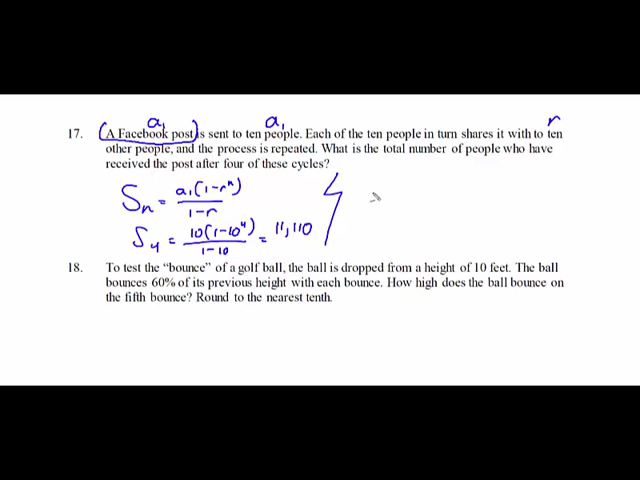 a₁ a₁ r
17. (A Facebook post) is sent to ten people. Each of the ten people in turn shares it with to ten
other people, and the process is repeated. What is the total number of people who have
received the post after four of these cycles?
Sₙ = a₁(1-rⁿ) / 1-r
S₄ = 10(1-10⁴) / 1-10 = 11,110
18. To test the “bounce” of a golf ball, the ball is dropped from a height of 10 feet. The ball
bounces 60% of its previous height with each bounce. How high does the ball bounce on
the fifth bounce? Round to the nearest tenth.